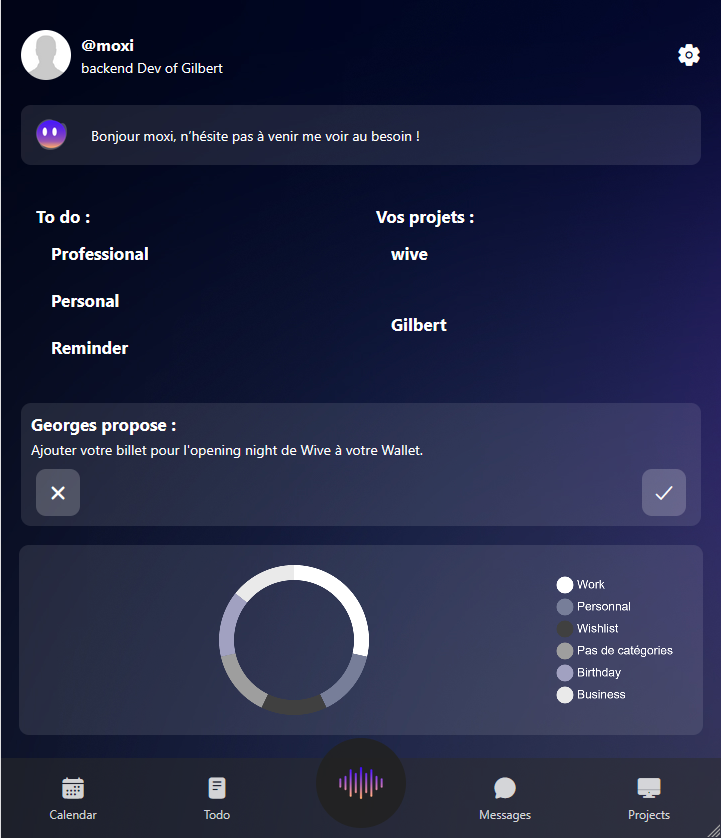 @moxi
backend Dev of Gilbert
Bonjour moxi, n’hésite pas à venir me voir au besoin !
To do :
Professional
Personal
Reminder
Vos projets :
wive
Gilbert
Georges propose :
Ajouter votre billet pour l'opening night de Wive à votre Wallet.
Work
Personnal
Wishlist
Pas de catégories
Birthday
Business
Calendar
Todo
Messages
Projects